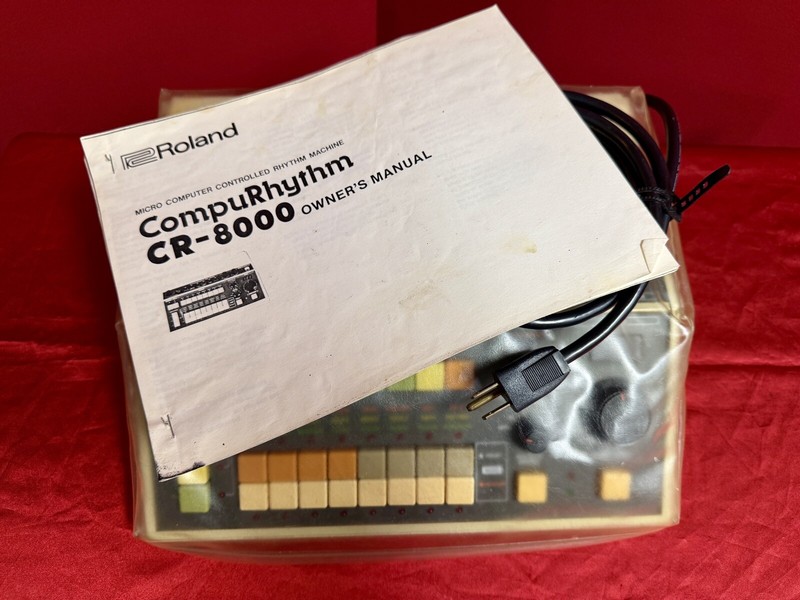 Roland
MICRO COMPUTER CONTROLLED RHYTHM MACHINE
CompuRhythm
CR-8000 OWNER'S MANUAL